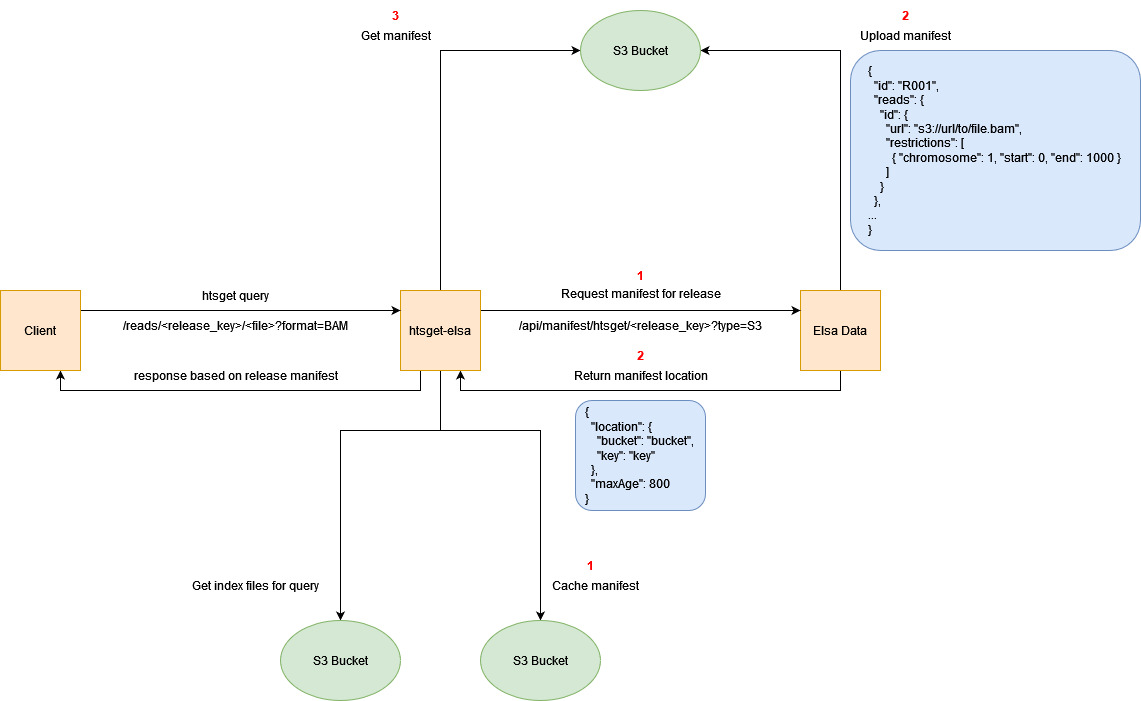 3
Get manifest
S3 Bucket
2
Upload manifest
{
"id": "R001",
"reads": {
"id": {
"url": "s3://url/to/file.bam",
"restrictions": [
{ "chromosome": 1, "start": 0, "end": 1000 }
]
}
},
...
}
Client
htsget query
/reads/<release_key>/<file>?format=BAM
response based on release manifest
htsget-elsa
1
Request manifest for release
/api/manifest/htsget/<release_key>?type=S3
2
Return manifest location
Elsa Data
{
"location": {
"bucket": "bucket",
"key": "key"
},
"maxAge": 800
}
Get index files for query
1
Cache manifest
S3 Bucket
S3 Bucket